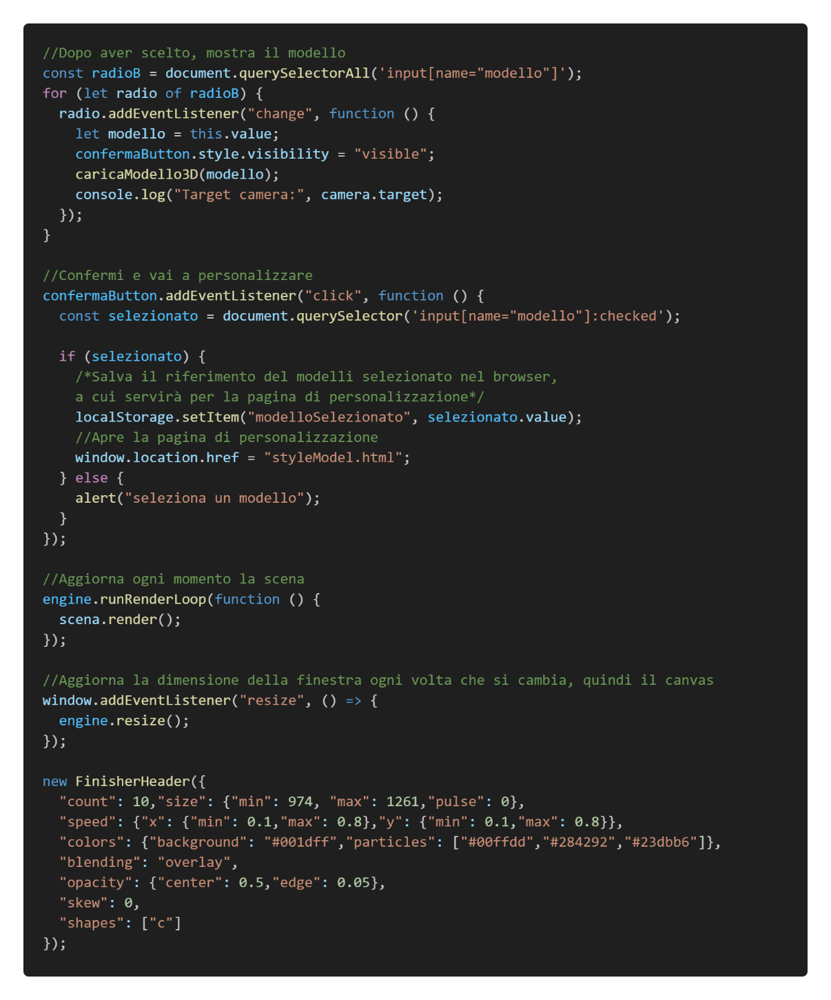 //Dopo aver scelto, mostra il modello
const radioB = document.querySelectorAll('input[name="modello"]');
for (let radio of radioB) {
  radio.addEventListener("change", function () {
    let modello = this.value;
    confermaButton.style.visibility = "visible";
    caricaModello3D(modello);
    console.log("Target camera:", camera.target);
  });
}

//Confermi e vai a personalizzare
confermaButton.addEventListener("click", function () {
  const selezionato = document.querySelector('input[name="modello"]:checked');

  if (selezionato) {
    /*Salva il riferimento del modelli selezionato nel browser,
    a cui servirà per la pagina di personalizzazione*/
    localStorage.setItem("modelloSelezionato", selezionato.value);
    //Apre la pagina di personalizzazione
    window.location.href = "styleModel.html";
  } else {
    alert("seleziona un modello");
  }
});

//Aggiorna ogni momento la scena
engine.runRenderLoop(function () {
  scena.render();
});

//Aggiorna la dimensione della finestra ogni volta che si cambia, quindi il canvas
window.addEventListener("resize", () => {
  engine.resize();
});

new FinisherHeader({
  "count": 10,"size": {"min": 974, "max": 1261,"pulse": 0},
  "speed": {"x": {"min": 0.1,"max": 0.8},"y": {"min": 0.1,"max": 0.8}},
  "colors": {"background": "#001dff","particles": ["#00ffdd","#284292","#23dbb6"]},
  "blending": "overlay",
  "opacity": {"center": 0.5,"edge": 0.05},
  "skew": 0,
  "shapes": ["c"]
});